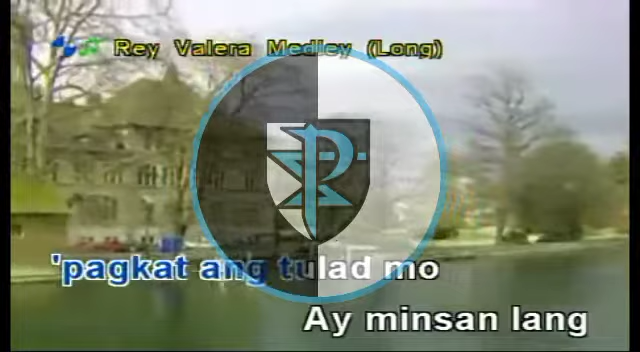 Rey Valera Medley (Long)
'pagkat ang tulad mo
Ay minsan lang